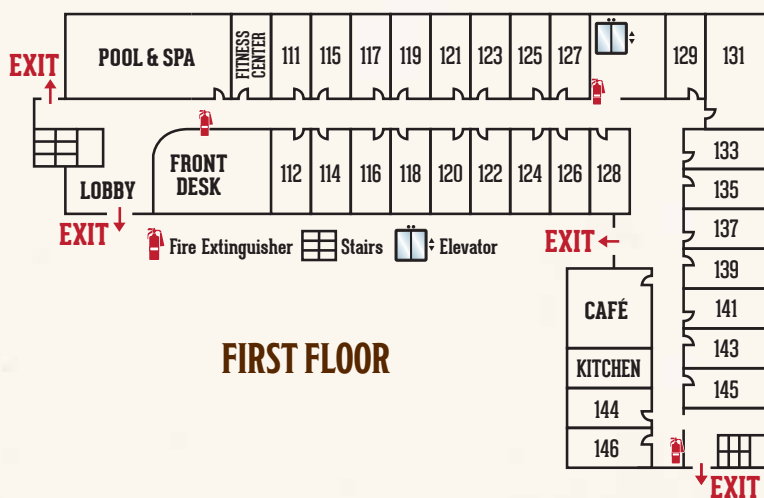 POOL & SPA
FITNESS
CENTER
111
115
117
119
121
123
125
127
129
131
EXIT
FRONT
DESK
112
114
116
118
120
122
124
126
128
133
135
137
139
141
143
145
LOBBY
EXIT
Fire Extinguisher
Stairs
Elevator
EXIT
CAFÉ
KITCHEN
144
146
FIRST FLOOR
EXIT